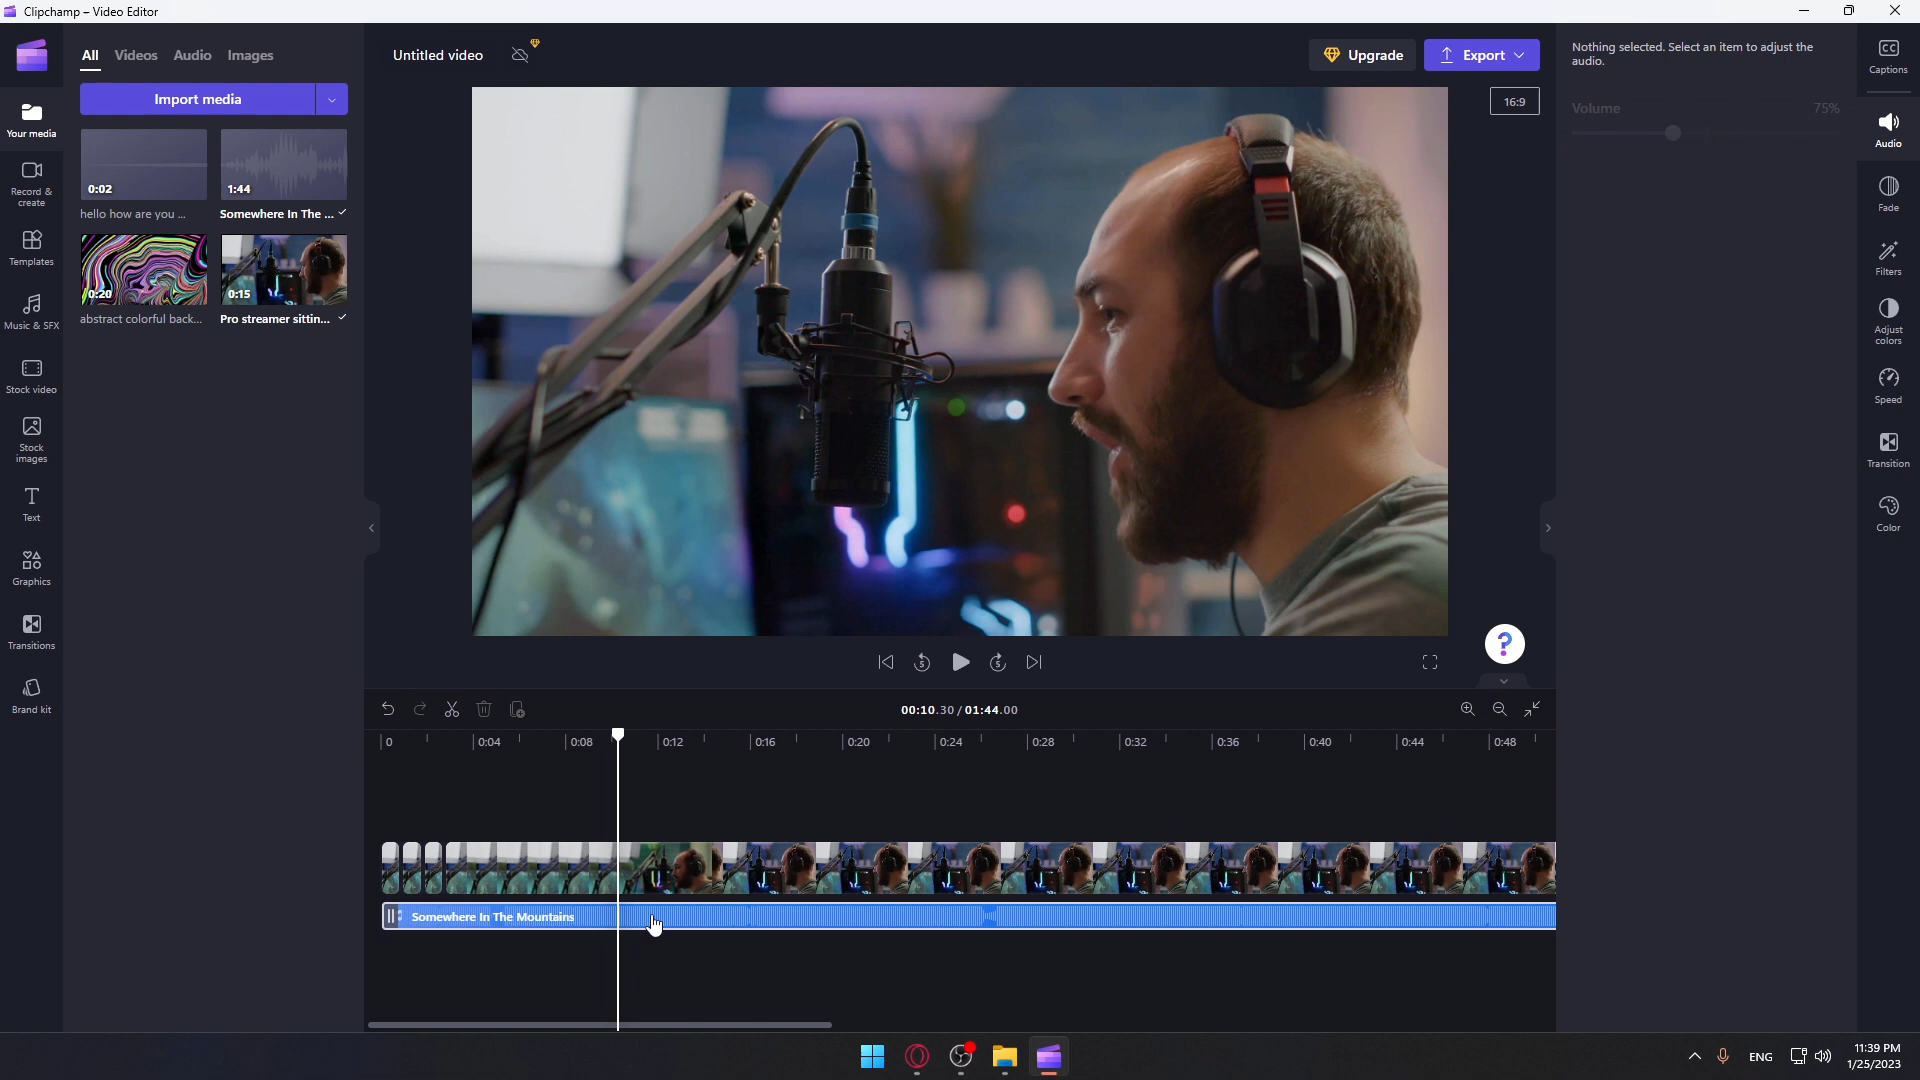 Clipchamp – Video Editor
All Videos Audio Images
Import media
0:02
hello how are you ...
1:44
Somewhere In The ...
0:20
abstract colorful back...
0:15
Pro streamer sittin...
Your media
Record &
create
Templates
Music & SFX
Stock video
Stock
images
Text
Graphics
Transitions
Brand kit
Untitled video
Upgrade
Export
16:9
5
5
?
00:10.30 / 01:44.00
0 0:04 0:08 0:12 0:16 0:20 0:24 0:28 0:32 0:36 0:40 0:44 0:48
Somewhere In The Mountains
Nothing selected. Select an item to adjust the
audio.
Volume 75%
CC
Captions
Audio
Fade
Filters
Adjust
colors
Speed
Transition
Color
ENG
11:39 PM
1/25/2023